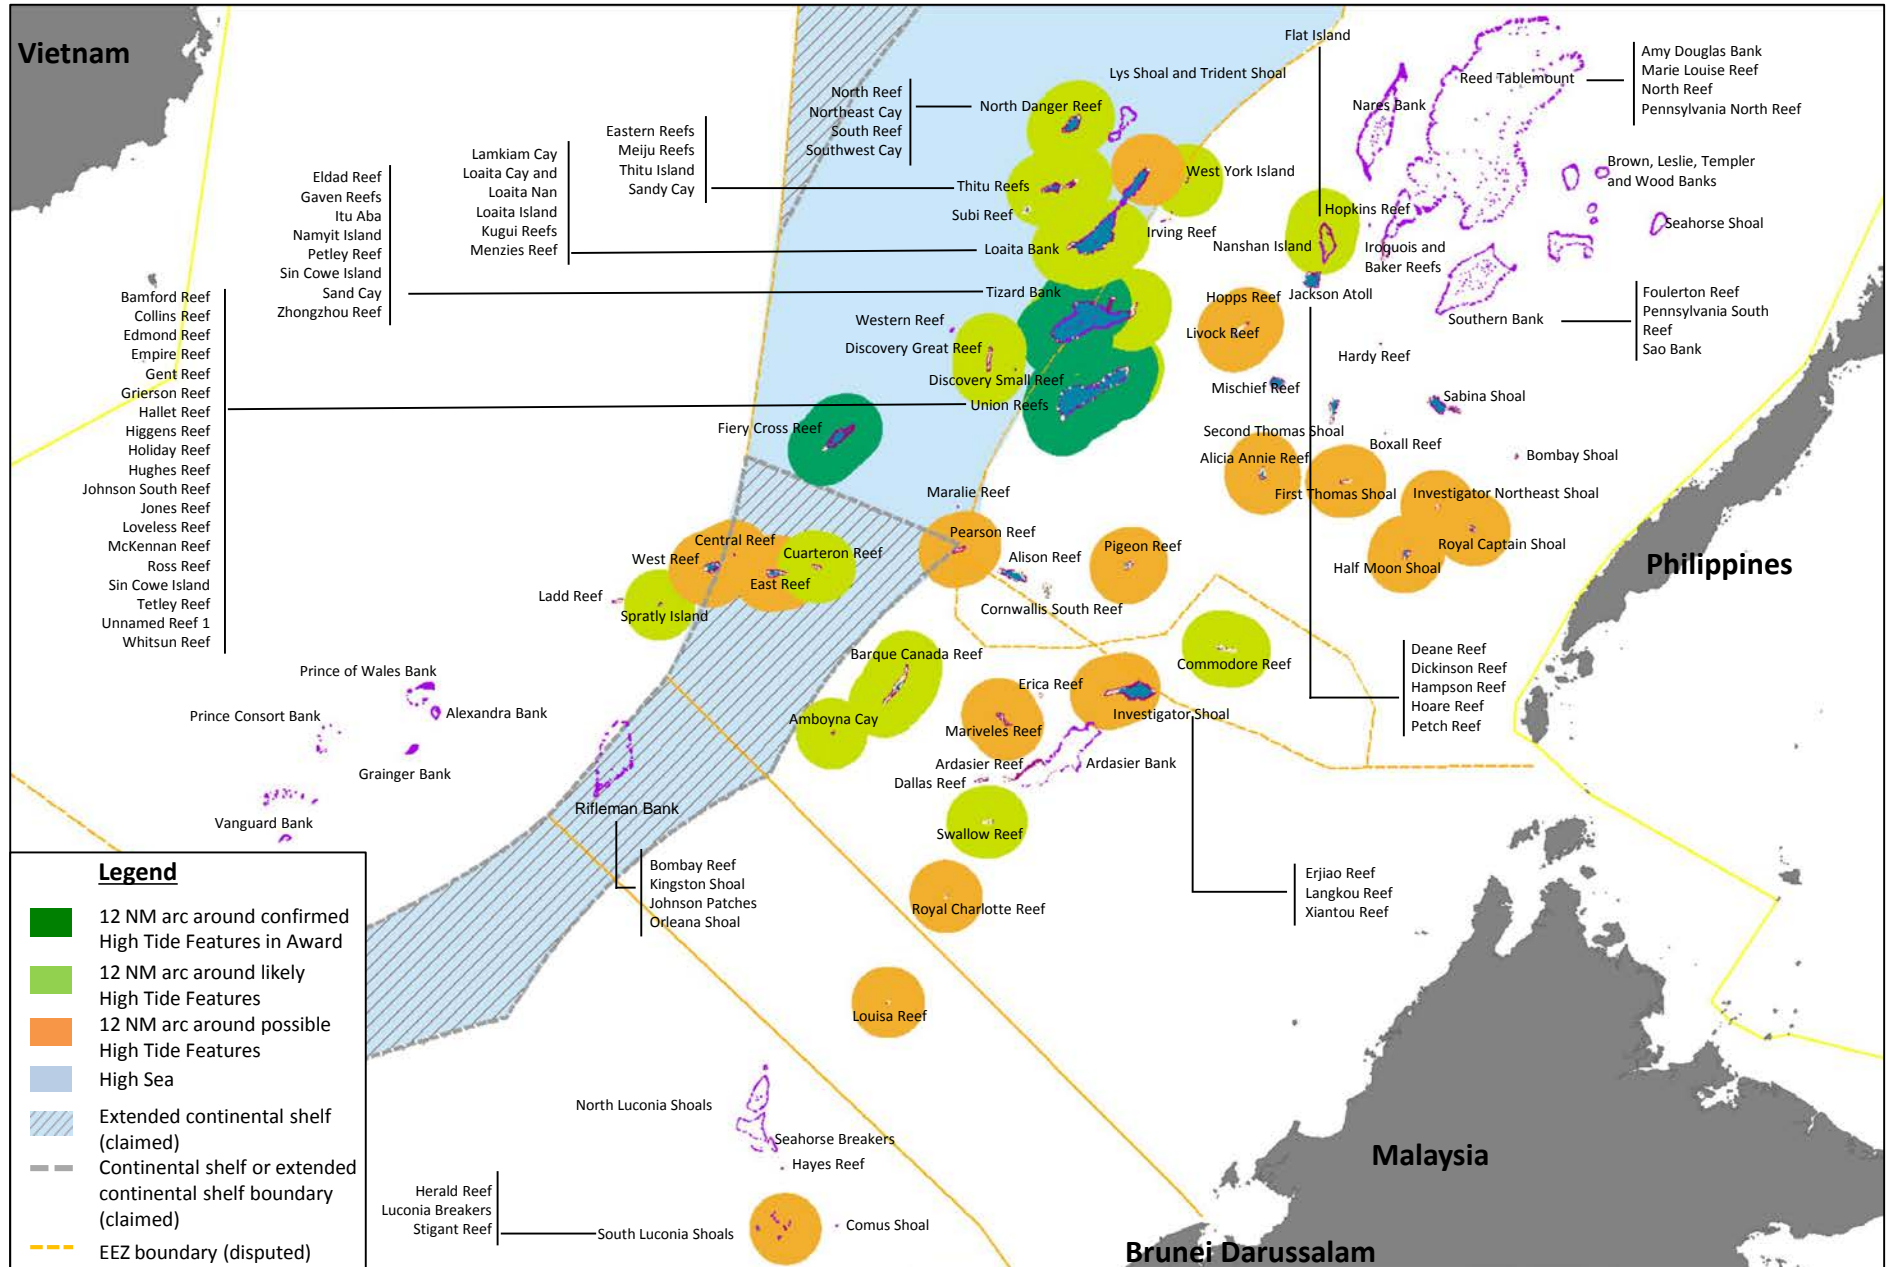 Vietnam
Flat Island
Lys Shoal and Trident Shoal
Reed Tablemount
Amy Douglas Bank
Marie Louise Reef
North Reef
Pennsylvania North Reef
Nares Bank
North Reef
Northeast Cay
South Reef
Southwest Cay
North Danger Reef
Eastern Reefs
Meiju Reefs
Thitu Island
Sandy Cay
Thitu Reefs
Lamkiam Cay
Loaita Cay and
Loaita Nan
Loaita Island
Kugui Reefs
Menzies Reef
Loaita Bank
Eldad Reef
Gaven Reefs
Itu Aba
Namyit Island
Petley Reef
Sin Cowe Island
Sand Cay
Zhongzhou Reef
Tizard Bank
West York Island
Subi Reef
Irving Reef
Hopkins Reef
Nanshan Island
Iroquois and
Baker Reefs
Brown, Leslie, Templer
and Wood Banks
Seahorse Shoal
Bamford Reef
Collins Reef
Edmond Reef
Empire Reef
Gent Reef
Grierson Reef
Hallet Reef
Higgens Reef
Holiday Reef
Hughes Reef
Johnson South Reef
Jones Reef
Loveless Reef
McKennan Reef
Ross Reef
Sin Cowe Island
Tetley Reef
Unnamed Reef 1
Whitsun Reef
Union Reefs
Western Reef
Discovery Great Reef
Discovery Small Reef
Hopps Reef
Jackson Atoll
Livock Reef
Southern Bank
Foulerton Reef
Pennsylvania South
Reef
Sao Bank
Hardy Reef
Mischief Reef
Sabina Shoal
Fiery Cross Reef
Second Thomas Shoal
Boxall Reef
Alicia Annie Reef
Bombay Shoal
First Thomas Shoal
Investigator Northeast Shoal
Maralie Reef
Pearson Reef
Royal Captain Shoal
Half Moon Shoal
Philippines
Central Reef
West Reef
Cuarteron Reef
East Reef
Alison Reef
Pigeon Reef
Ladd Reef
Spratly Island
Cornwallis South Reef
Barque Canada Reef
Commodore Reef
Deane Reef
Dickinson Reef
Hampson Reef
Hoare Reef
Petch Reef
Prince of Wales Bank
Prince Consort Bank
Alexandra Bank
Grainger Bank
Vanguard Bank
Amboyna Cay
Erica Reef
Investigator Shoal
Mariveles Reef
Ardasier Reef
Ardasier Bank
Dallas Reef
Rifleman Bank
Swallow Reef
Bombay Reef
Kingston Shoal
Johnson Patches
Orleana Shoal
Erjiao Reef
Langkou Reef
Xiantou Reef
Royal Charlotte Reef
Louisa Reef
North Luconia Shoals
Seahorse Breakers
Hayes Reef
Herald Reef
Luconia Breakers
Stigant Reef
South Luconia Shoals
Comus Shoal
Malaysia
Brunei Darussalam
Legend
12 NM arc around confirmed
High Tide Features in Award
12 NM arc around likely
High Tide Features
12 NM arc around possible
High Tide Features
High Sea
Extended continental shelf
(claimed)
Continental shelf or extended
continental shelf boundary
(claimed)
EEZ boundary (disputed)